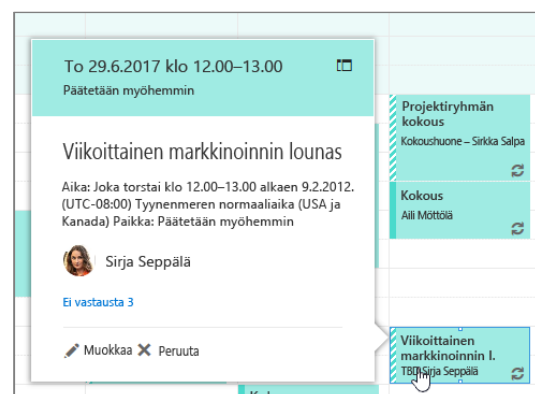 To 29.6.2017 klo 12.00–13.00
Päätetään myöhemmin
Viikoittainen markkinoinnin lounas
Aika: Joka torstai klo 12.00–13.00 alkaen 9.2.2012.
(UTC-08:00) Tyynenmeren normaaliaika (USA ja
Kanada) Paikka: Päätetään myöhemmin
Sirja Seppälä
Ei vastausta 3
Muokkaa Peruuta
Projektiryhmän
kokous
Kokoushuone – Sirkka Salpa
Kokous
Aili Möttölä
Viikoittainen
markkinoinnin l.
TBD Sirja Seppälä